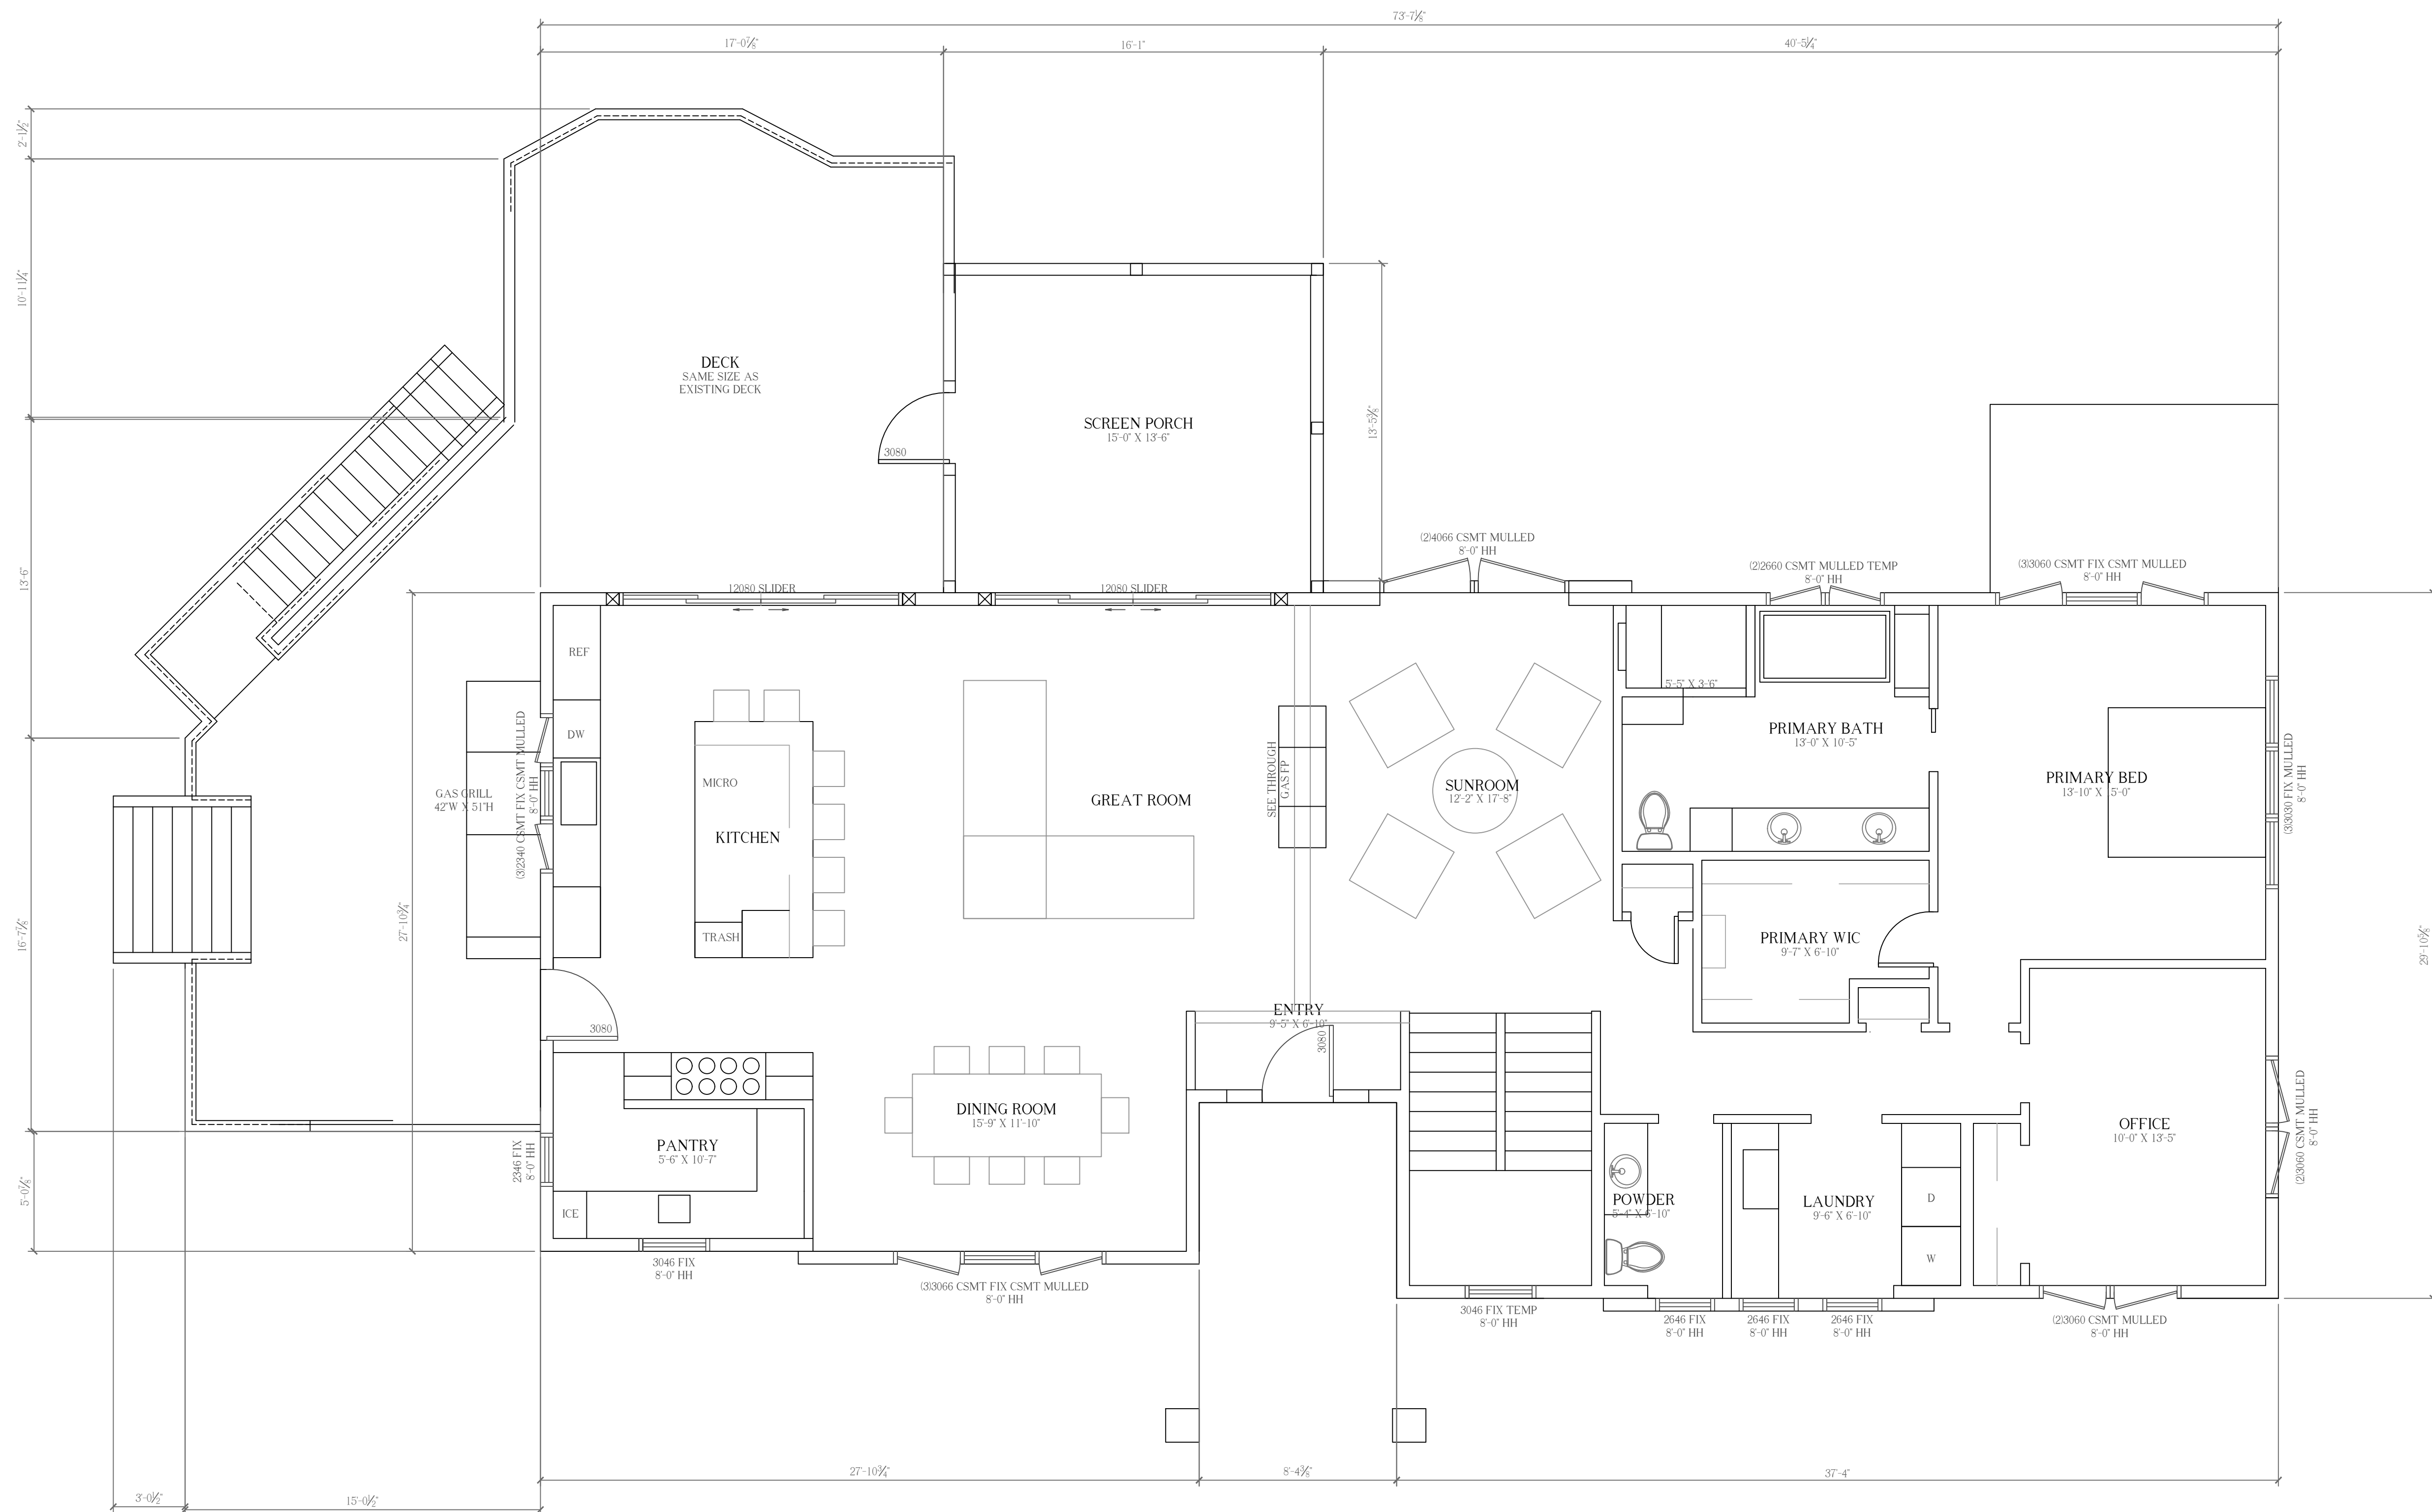 73'-7⅛"
17'-0⅞"
16'-1"
40'-5¼"
2'-1½"
10'-11¼"
13'-6"
16'-7⅞"
5'-0⅞"
DECK
SAME SIZE AS
EXISTING DECK
3080
SCREEN PORCH
15'-0" X 13'-6"
13'-5⅜"
12080 SLIDER
12080 SLIDER
(2)4066 CSMT MULLED
8'-0" HH
(2)2660 CSMT MULLED TEMP
8'-0" HH
(3)3060 CSMT FIX CSMT MULLED
8'-0" HH
REF
DW
MICRO
KITCHEN
TRASH
GAS GRILL
42"W X 51"H
(3)2340 CSMT FIX CSMT MULLED
8'-0" HH
27'-10¾"
GREAT ROOM
SEE THROUGH
GAS FP
SUNROOM
12'-2" X 17'-8"
5'-5" X 3'-6"
PRIMARY BATH
13'-0" X 10'-5"
PRIMARY BED
13'-10" X 5'-0"
(3)3030 FIX MULLED
8'-0" HH
29'-10⅝"
PRIMARY WIC
9'-7" X 6'-10"
3080
ENTRY
9'-5" X 6'-10"
3080
DINING ROOM
15'-9" X 11'-10"
PANTRY
5'-6" X 10'-7"
ICE
2346 FIX
8'-0" HH
3046 FIX
8'-0" HH
(3)3066 CSMT FIX CSMT MULLED
8'-0" HH
OFFICE
10'-0" X 13'-5"
(2)3060 CSMT MULLED
8'-0" HH
POWDER
5'-4" X 6'-10"
LAUNDRY
9'-6" X 6'-10"
D
W
3046 FIX TEMP
8'-0" HH
2646 FIX
8'-0" HH
2646 FIX
8'-0" HH
2646 FIX
8'-0" HH
(2)3060 CSMT MULLED
8'-0" HH
3'-0½"
15'-0½"
27'-10¾"
8'-4⅜"
37'-4"